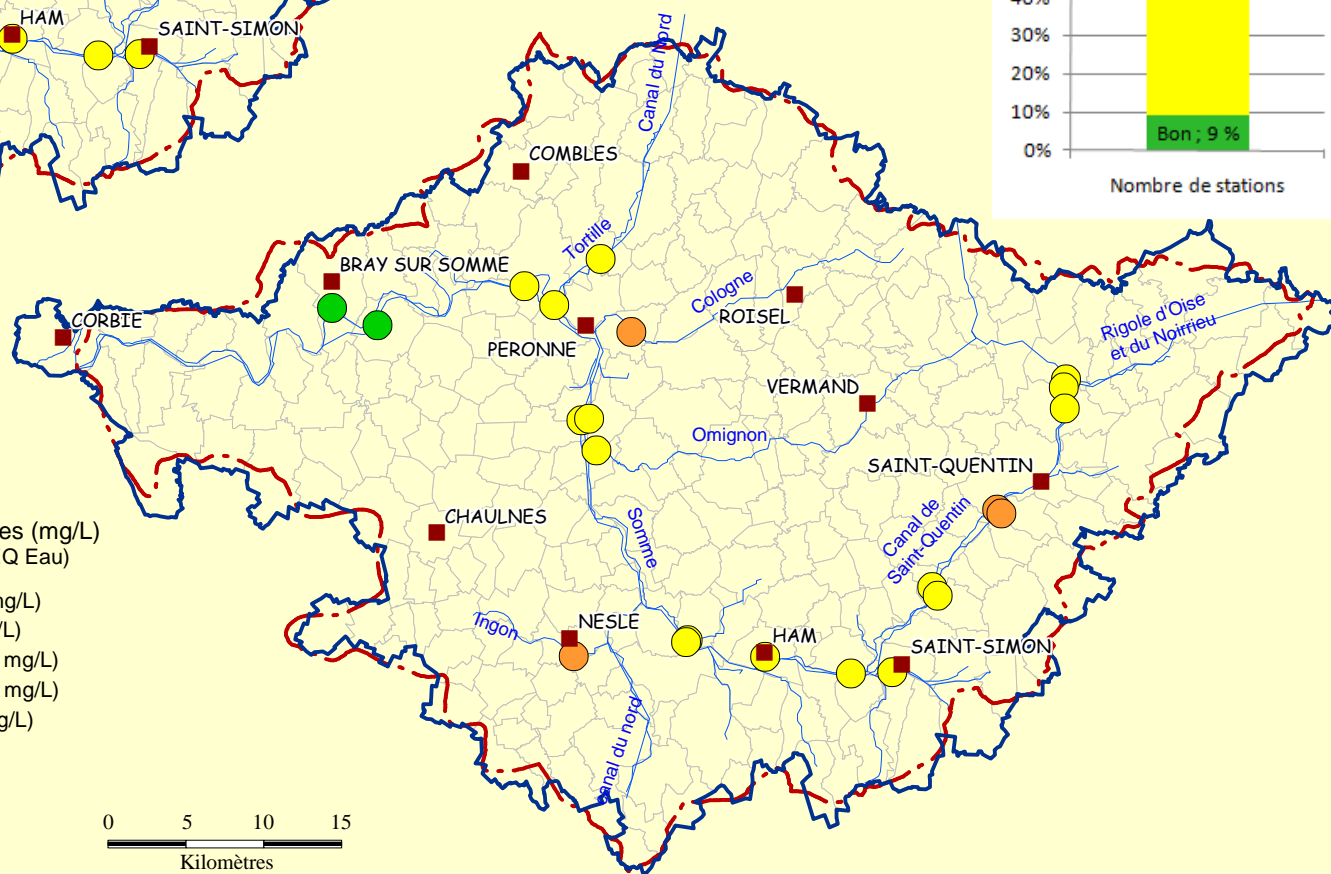 HAM
SAINT-SIMON
30%
20%
10%
0%
Bon ; 9 %
Nombre de stations
Canal du Nord
COMBLES
Tortille
BRAY SUR SOMME
Cologne
ROISEL
CORBIE
PERONNE
Rigole d'Oise
et du Noirrieu
VERMAND
Omignon
SAINT-QUENTIN
CHAULNES
Somme
Canal de
Saint-Quentin
es (mg/L)
Q Eau)
mg/L)
/L)
mg/L)
mg/L)
g/L)
Ingon
NESLE
HAM
SAINT-SIMON
canal du nord
0 5 10 15
Kilomètres